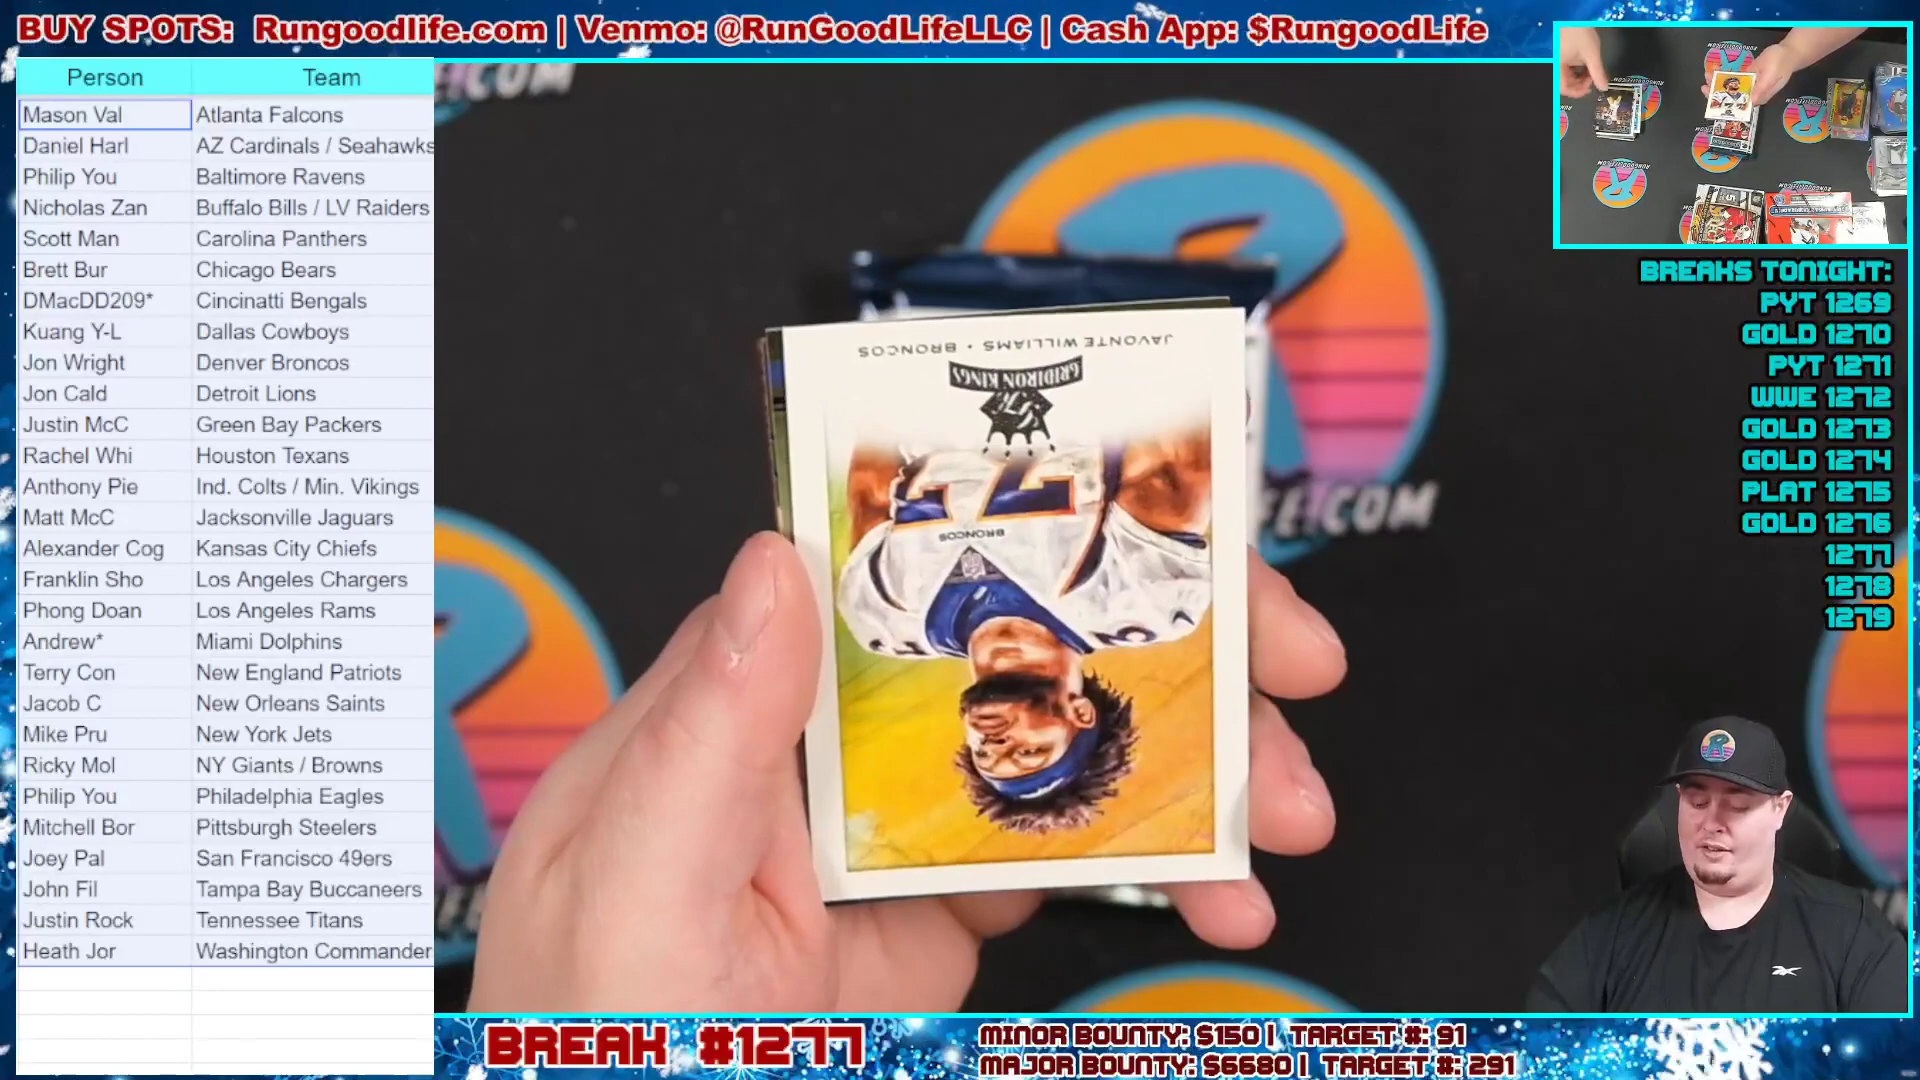 BUY SPOTS: Rungoodlife.com | Venmo: @RunGoodLifeLLC | Cash App: $RungoodLife
Person Team
Mason Val Atlanta Falcons
Daniel Harl AZ Cardinals / Seahawks
Philip You Baltimore Ravens
Nicholas Zan Buffalo Bills / LV Raiders
Scott Man Carolina Panthers
Brett Bur Chicago Bears
DMacDD209* Cincinatti Bengals
Kuang Y-L Dallas Cowboys
Jon Wright Denver Broncos
Jon Cald Detroit Lions
Justin McC Green Bay Packers
Rachel Whi Houston Texans
Anthony Pie Ind. Colts / Min. Vikings
Matt McC Jacksonville Jaguars
Alexander Cog Kansas City Chiefs
Franklin Sho Los Angeles Chargers
Phong Doan Los Angeles Rams
Andrew* Miami Dolphins
Terry Con New England Patriots
Jacob C New Orleans Saints
Mike Pru New York Jets
Ricky Mol NY Giants / Browns
Philip You Philadelphia Eagles
Mitchell Bor Pittsburgh Steelers
Joey Pal San Francisco 49ers
John Fil Tampa Bay Buccaneers
Justin Rock Tennessee Titans
Heath Jor Washington Commander
JAVONTE WILLIAMS • BRONCOS
GRIDIRON KINGS
BRONCOS
BREAKS TONIGHT:
PYT 1269
GOLD 1270
PYT 1271
WWE 1272
GOLD 1273
GOLD 1274
PLAT 1275
GOLD 1276
1277
1278
1279
BREAK #1277
MINOR BOUNTY: $150 | TARGET #: 91
MAJOR BOUNTY: $6680 | TARGET #: 291